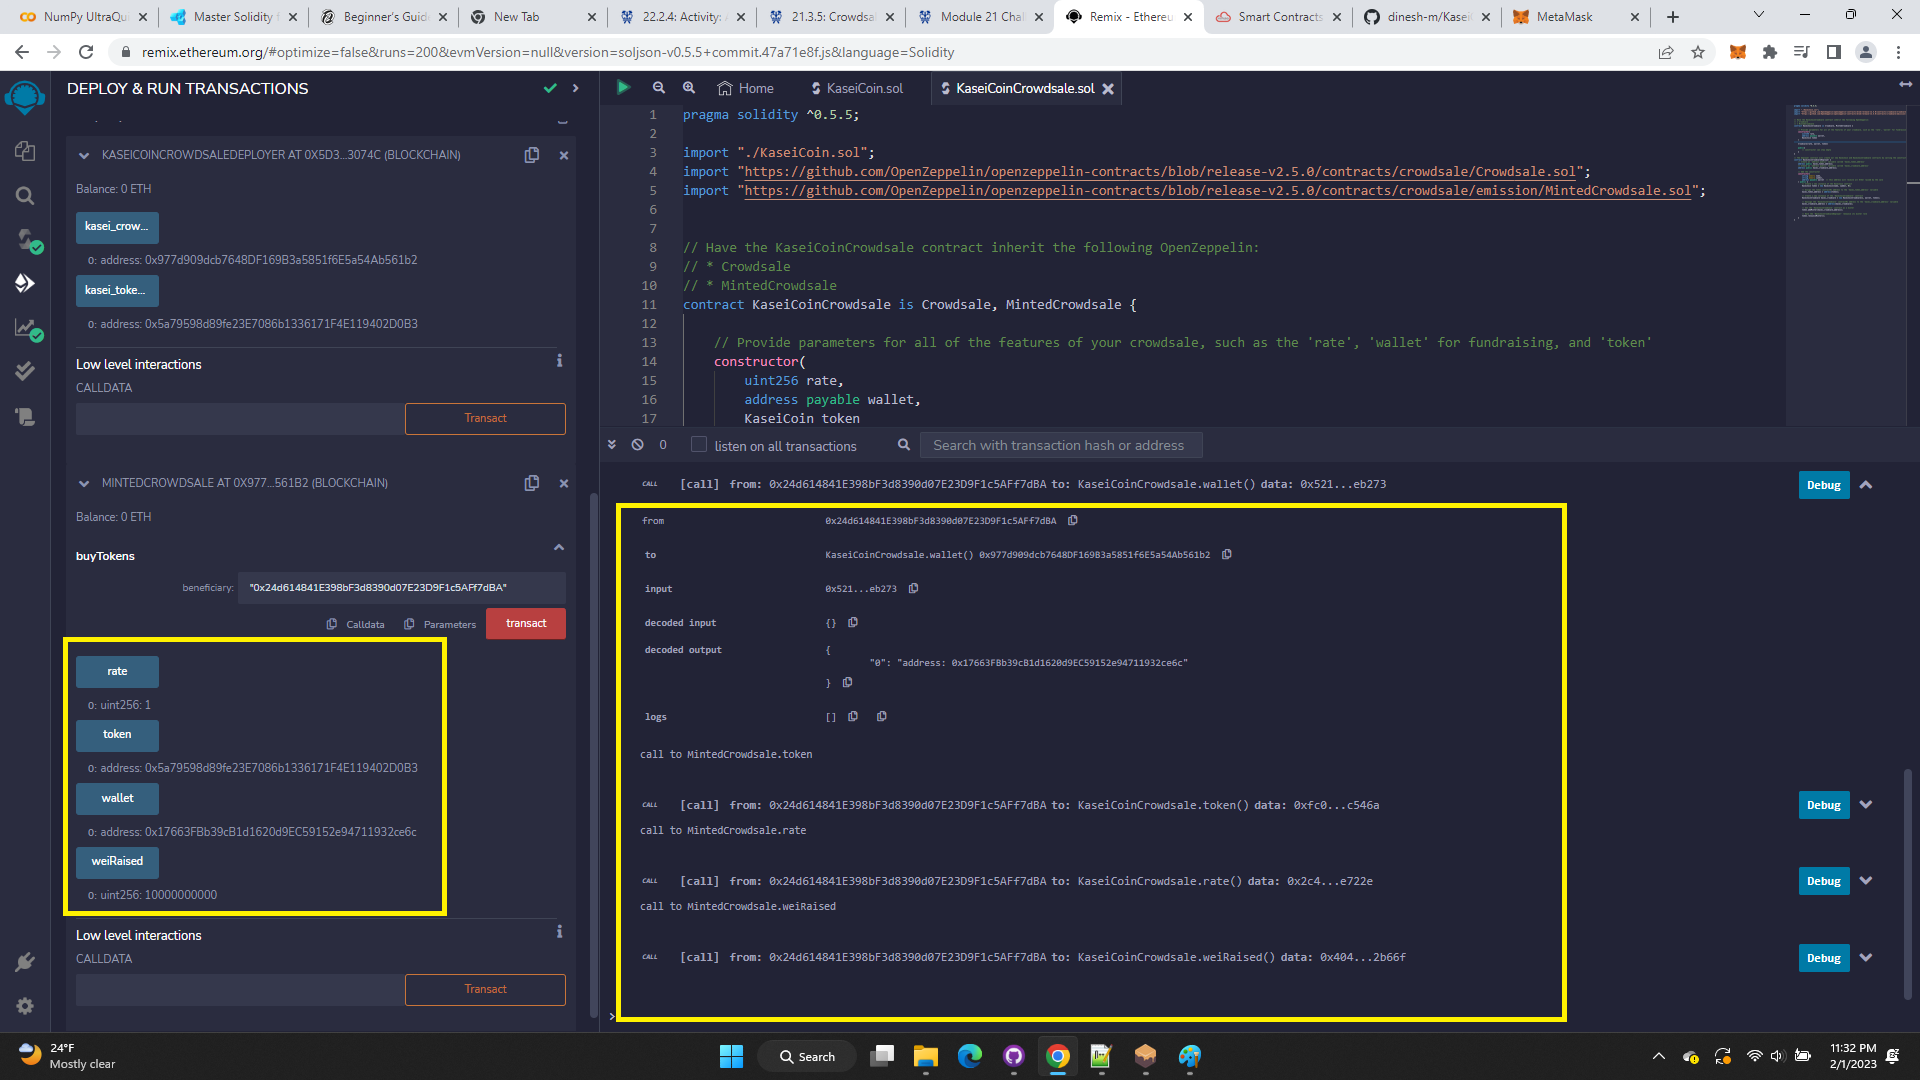 NumPy UltraQu
Master Solidity f
Beginner's Guid
New Tab
22.2.4: Activity: A
21.3.5: Crowdsa
Module 21 Chal
Remix - Ethereu
Smart Contracts
dinesh-m/Kasei
MetaMask
remix.ethereum.org/#optimize=false&runs=200&evmVersion=null&version=soljson-v0.5.5+commit.47a71e8f.js&language=Solidity
DEPLOY & RUN TRANSACTIONS
KASEICOINCROWDSALEDEPLOYER AT 0X5D3...3074C (BLOCKCHAIN)
Balance: 0 ETH
kasei_crow...
0: address: 0x977d909dcb7648DF169B3a5851f6E5a54Ab561b2
kasei_toke...
0: address: 0x5a79598d89fe23E7086b1336171F4E119402D0B3
Low level interactions
CALLDATA
Transact
MINTEDCROWDSALE AT 0X977...561B2 (BLOCKCHAIN)
Balance: 0 ETH
buyTokens
beneficiary: "0x24d614841E398bF3d8390d07E23D9F1c5AFf7dBA"
Calldata Parameters transact
rate
0: uint256: 1
token
0: address: 0x5a79598d89fe23E7086b1336171F4E119402D0B3
wallet
0: address: 0x17663FBb39cB1d1620d9EC59152e94711932ce6c
weiRaised
0: uint256: 10000000000
Low level interactions
CALLDATA
Transact
Home KaseiCoin.sol KaseiCoinCrowdsale.sol
1 pragma solidity ^0.5.5;
2
3 import "./KaseiCoin.sol";
4 import "https://github.com/OpenZeppelin/openzeppelin-contracts/blob/release-v2.5.0/contracts/crowdsale/Crowdsale.sol";
5 import "https://github.com/OpenZeppelin/openzeppelin-contracts/blob/release-v2.5.0/contracts/crowdsale/emission/MintedCrowdsale.sol";
6
7
8 // Have the KaseiCoinCrowdsale contract inherit the following OpenZeppelin:
9 // * Crowdsale
10 // * MintedCrowdsale
11 contract KaseiCoinCrowdsale is Crowdsale, MintedCrowdsale {
12
13 // Provide parameters for all of the features of your crowdsale, such as the 'rate', 'wallet' for fundraising, and 'token'
14 constructor(
15 uint256 rate,
16 address payable wallet,
17 KaseiCoin token
0 listen on all transactions Search with transaction hash or address
CALL [call] from: 0x24d614841E398bF3d8390d07E23D9F1c5AFf7dBA to: KaseiCoinCrowdsale.wallet() data: 0x521...eb273 Debug
from 0x24d614841E398bF3d8390d07E23D9F1c5AFf7dBA
to KaseiCoinCrowdsale.wallet() 0x977d909dcb7648DF169B3a5851f6E5a54Ab561b2
input 0x521...eb273
decoded input {}
decoded output {
"0": "address: 0x17663FBb39cB1d1620d9EC59152e94711932ce6c"
}
logs []
call to MintedCrowdsale.token
CALL [call] from: 0x24d614841E398bF3d8390d07E23D9F1c5AFf7dBA to: KaseiCoinCrowdsale.token() data: 0xfc0...c546a Debug
call to MintedCrowdsale.rate
CALL [call] from: 0x24d614841E398bF3d8390d07E23D9F1c5AFf7dBA to: KaseiCoinCrowdsale.rate() data: 0x2c4...e722e Debug
call to MintedCrowdsale.weiRaised
CALL [call] from: 0x24d614841E398bF3d8390d07E23D9F1c5AFf7dBA to: KaseiCoinCrowdsale.weiRaised() data: 0x404...2b66f Debug
>
24°F
Mostly clear
Search
11:32 PM
2/1/2023